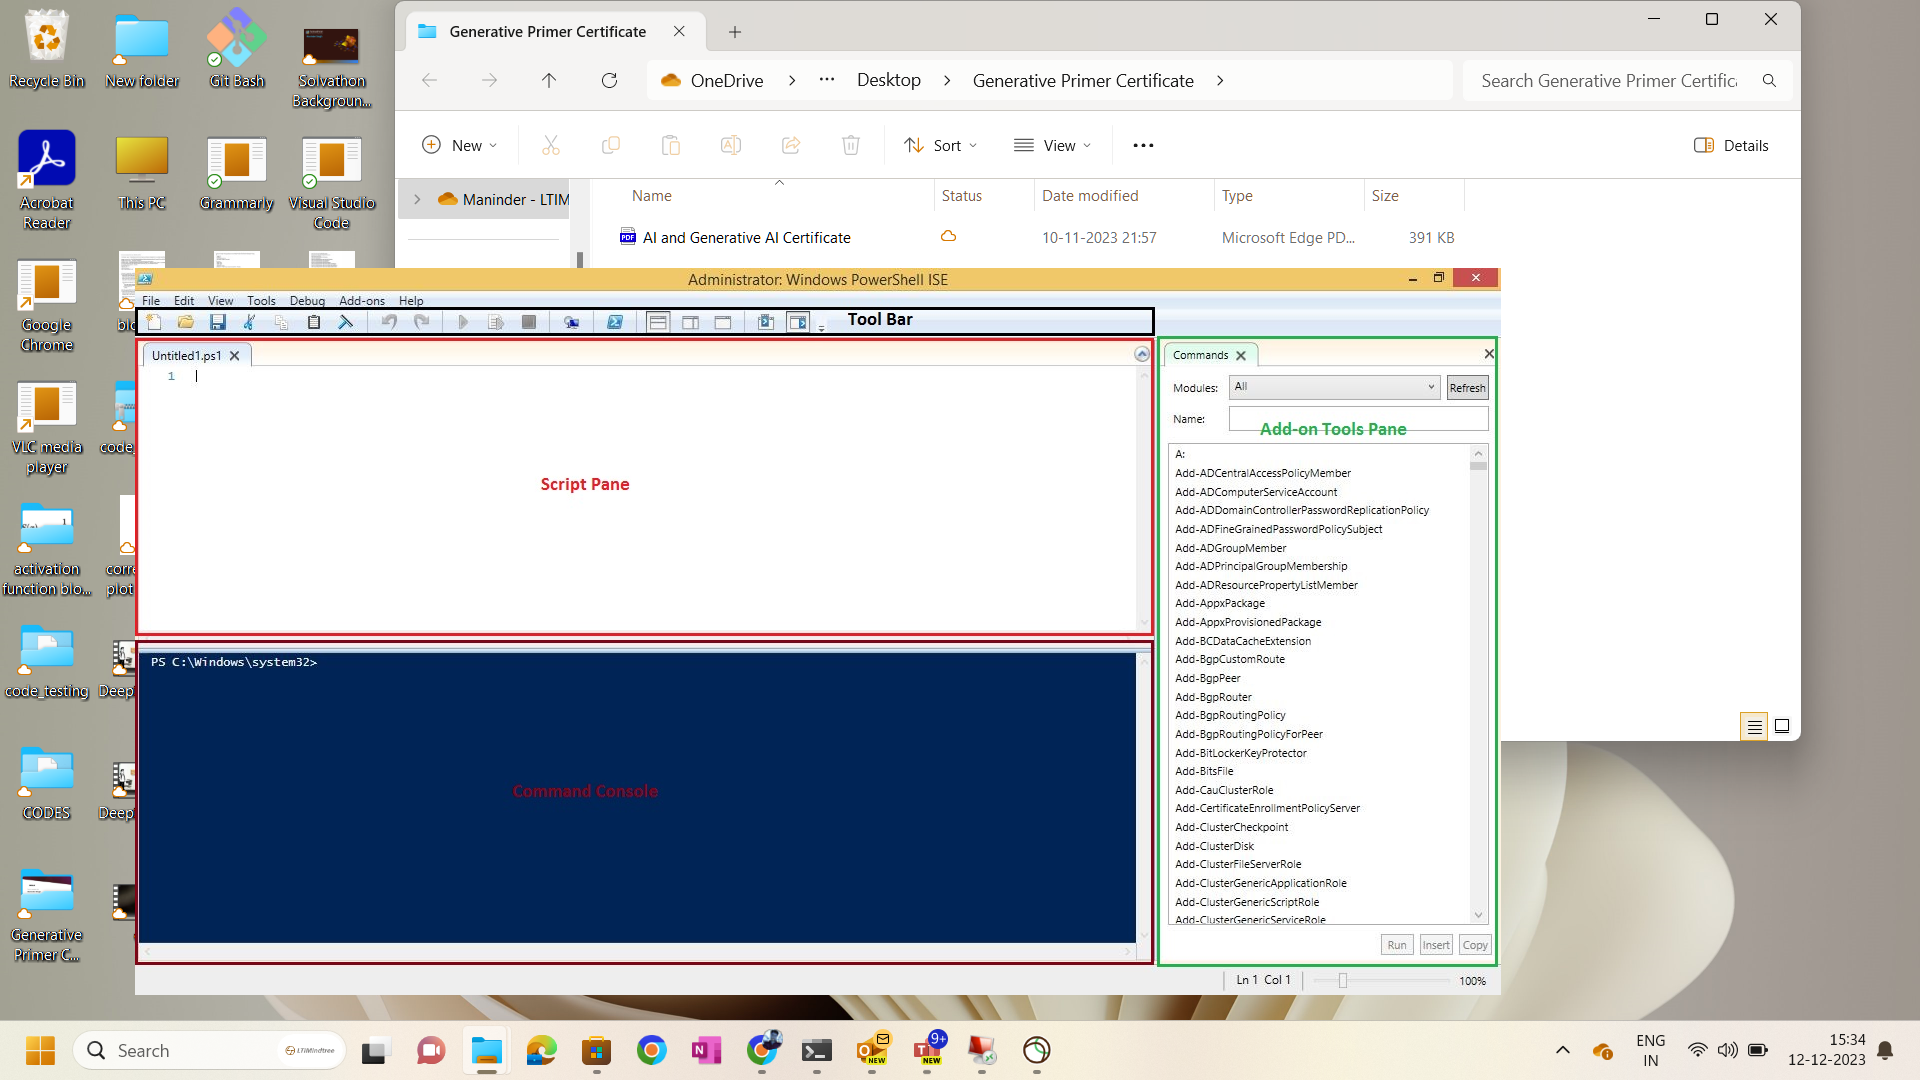 Recycle Bin
New folder
Git Bash
Solvathon
Backgroun...
Acrobat
Reader
This PC
Grammarly
Visual Studio
Code
Google
Chrome
VLC media
player
activation
function blo...
code_testing
CODES
Generative
Primer C...
Generative Primer Certificate
OneDrive > ... Desktop > Generative Primer Certificate >
Search Generative Primer Certific
New
Sort
View
Details
Maninder - LTIM
Name Status Date modified Type Size
AI and Generative AI Certificate 10-11-2023 21:57 Microsoft Edge PD... 391 KB
Administrator: Windows PowerShell ISE
File Edit View Tools Debug Add-ons Help
Tool Bar
Untitled1.ps1
1
Script Pane
PS C:\Windows\system32>
Command Console
Commands
Modules: All Refresh
Name:
Add-on Tools Pane
A:
Add-ADCentralAccessPolicyMember
Add-ADComputerServiceAccount
Add-ADDomainControllerPasswordReplicationPolicy
Add-ADFineGrainedPasswordPolicySubject
Add-ADGroupMember
Add-ADPrincipalGroupMembership
Add-ADResourcePropertyListMember
Add-AppxPackage
Add-AppxProvisionedPackage
Add-BCDataCacheExtension
Add-BgpCustomRoute
Add-BgpPeer
Add-BgpRouter
Add-BgpRoutingPolicy
Add-BgpRoutingPolicyForPeer
Add-BitLockerKeyProtector
Add-BitsFile
Add-CauClusterRole
Add-CertificateEnrollmentPolicyServer
Add-ClusterCheckpoint
Add-ClusterDisk
Add-ClusterFileServerRole
Add-ClusterGenericApplicationRole
Add-ClusterGenericScriptRole
Add-ClusterGenericServiceRole
Run Insert Copy
Ln 1 Col 1
100%
Search
LTIMindtree
NEW
9+
NEW
ENG
IN
15:34
12-12-2023